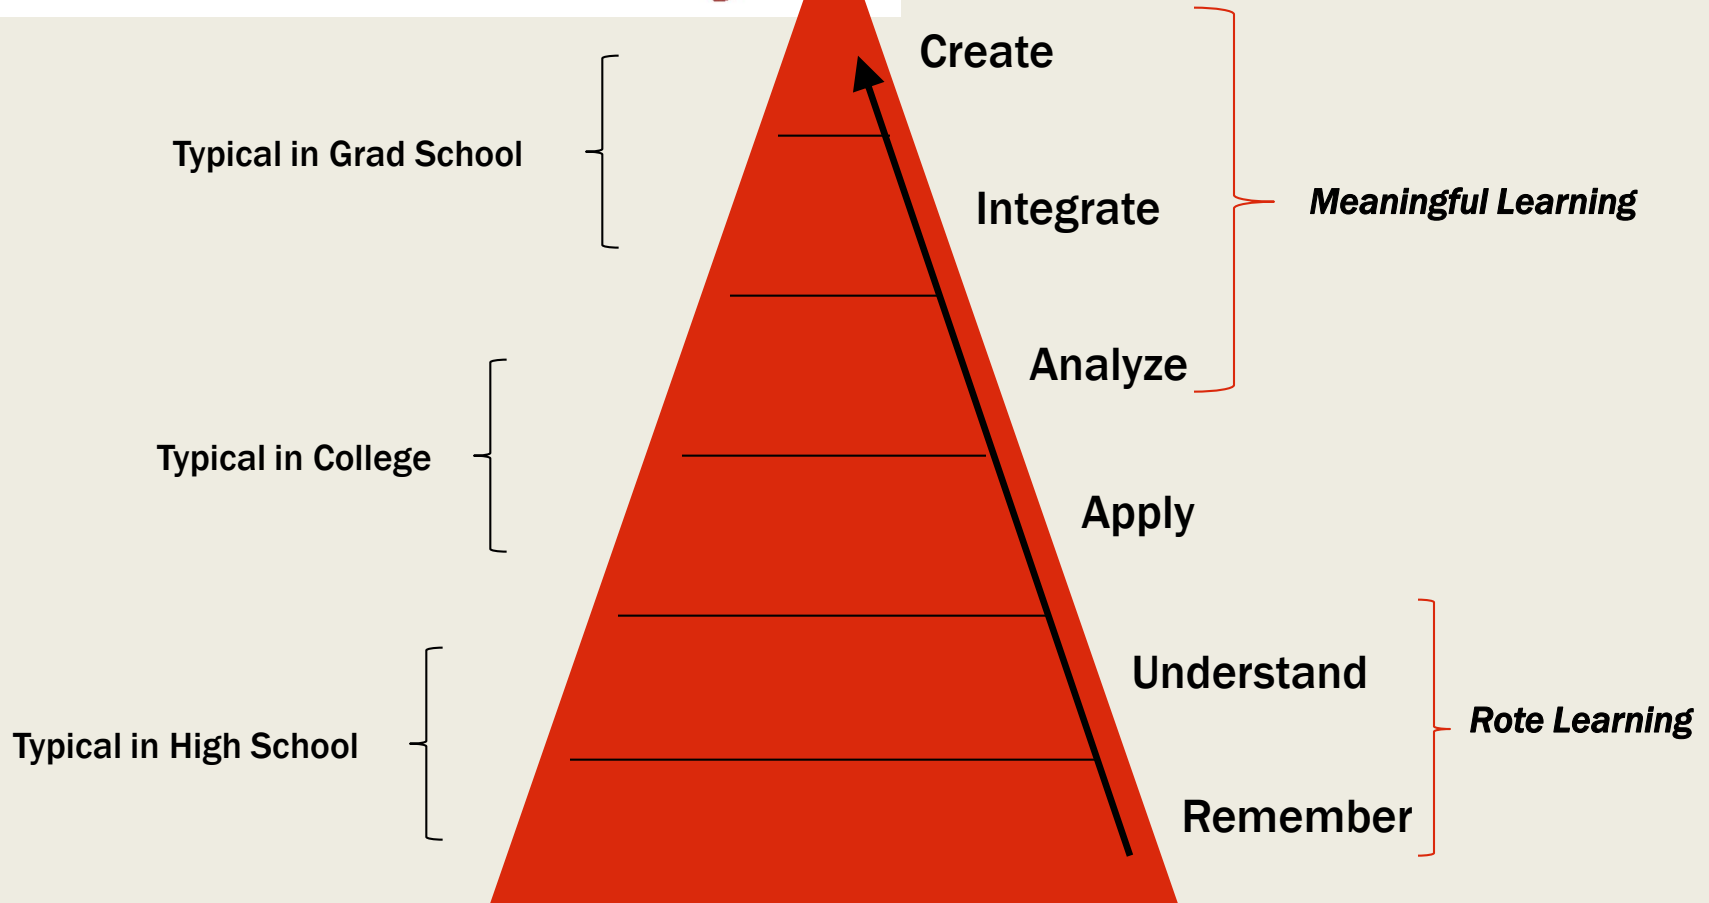 Create
Typical in Grad School
Integrate
Meaningful Learning
Analyze
Typical in College
Apply
Understand
Rote Learning
Typical in High School
Remember